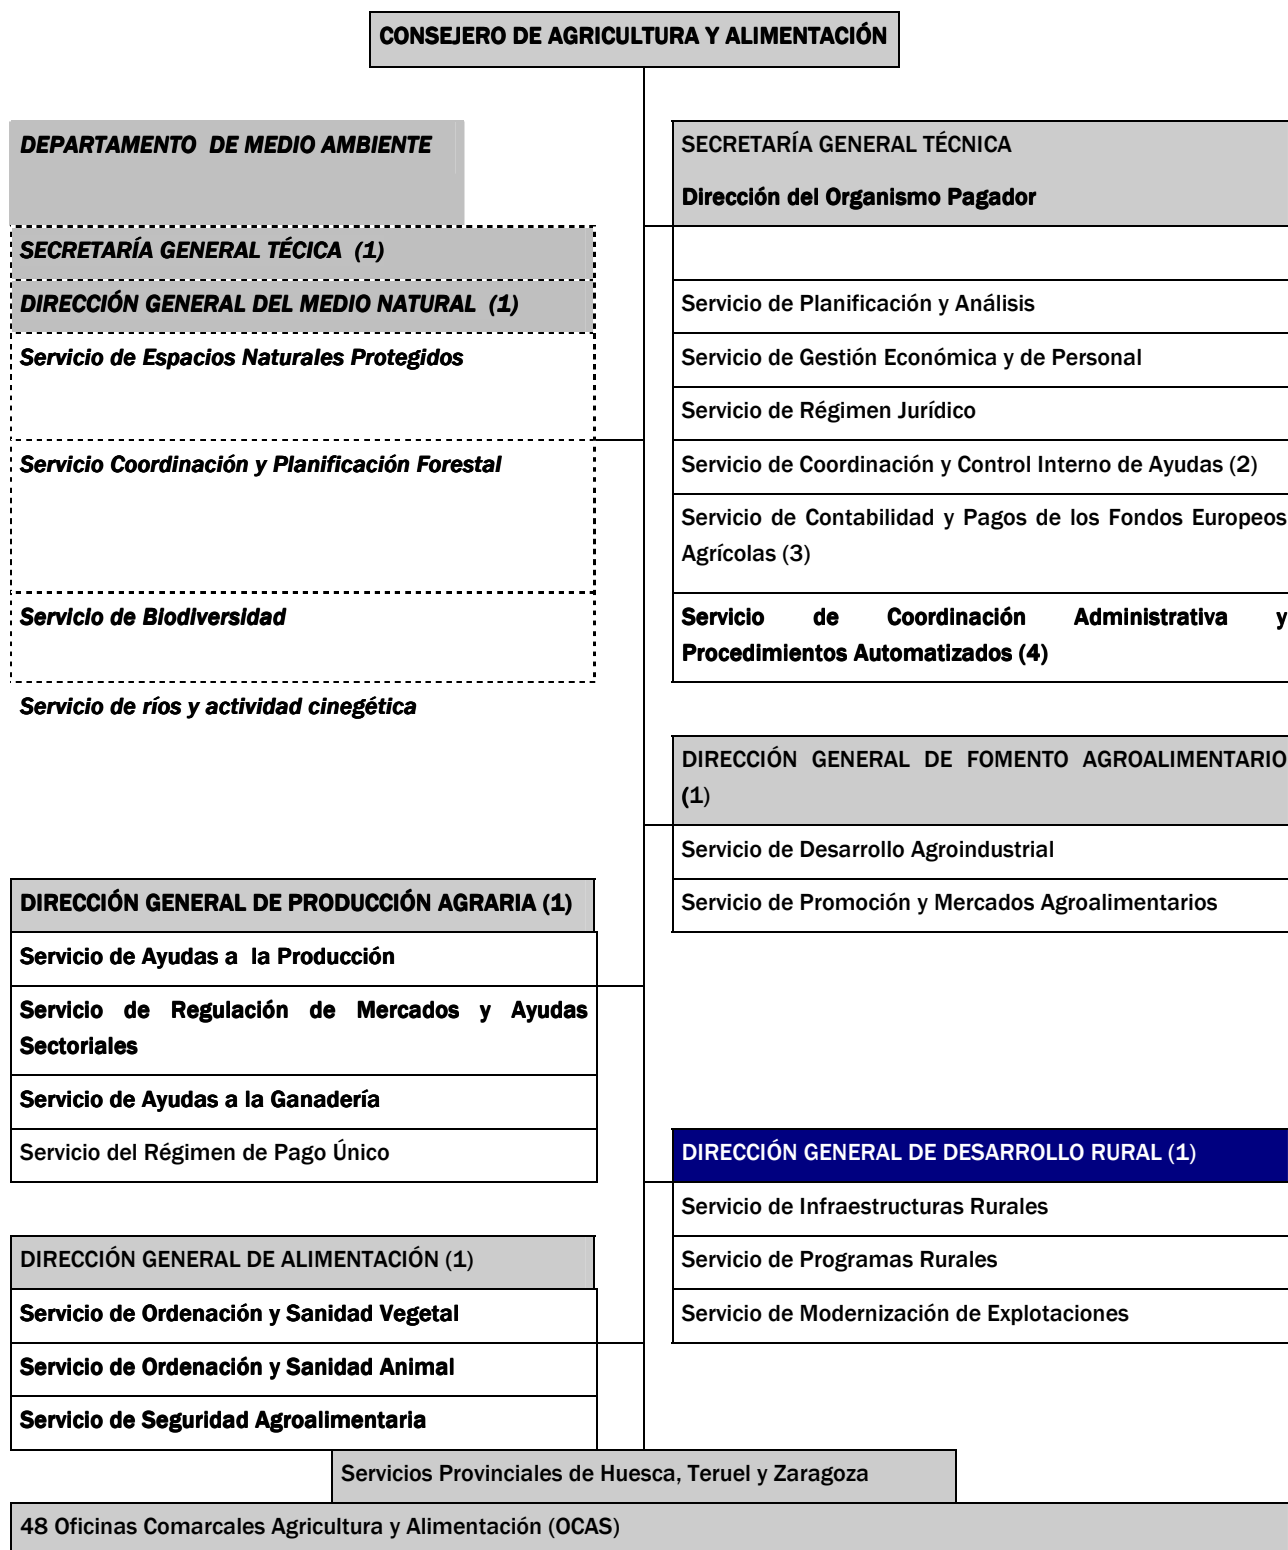 CONSEJERO DE AGRICULTURA Y ALIMENTACIÓN
DEPARTAMENTO DE MEDIO AMBIENTE
SECRETARÍA GENERAL TÉCICA (1)
DIRECCIÓN GENERAL DEL MEDIO NATURAL (1)
Servicio de Espacios Naturales Protegidos
Servicio Coordinación y Planificación Forestal
Servicio de Biodiversidad
Servicio de ríos y actividad cinegética
SECRETARÍA GENERAL TÉCNICA
Dirección del Organismo Pagador
Servicio de Planificación y Análisis
Servicio de Gestión Económica y de Personal
Servicio de Régimen Jurídico
Servicio de Coordinación y Control Interno de Ayudas (2)
Servicio de Contabilidad y Pagos de los Fondos Europeos
Agrícolas (3)
Servicio de Coordinación Administrativa y
Procedimientos Automatizados (4)
DIRECCIÓN GENERAL DE FOMENTO AGROALIMENTARIO
(1)
Servicio de Desarrollo Agroindustrial
Servicio de Promoción y Mercados Agroalimentarios
DIRECCIÓN GENERAL DE PRODUCCIÓN AGRARIA (1)
Servicio de Ayudas a la Producción
Servicio de Regulación de Mercados y Ayudas
Sectoriales
Servicio de Ayudas a la Ganadería
Servicio del Régimen de Pago Único
DIRECCIÓN GENERAL DE DESARROLLO RURAL (1)
Servicio de Infraestructuras Rurales
Servicio de Programas Rurales
Servicio de Modernización de Explotaciones
DIRECCIÓN GENERAL DE ALIMENTACIÓN (1)
Servicio de Ordenación y Sanidad Vegetal
Servicio de Ordenación y Sanidad Animal
Servicio de Seguridad Agroalimentaria
Servicios Provinciales de Huesca, Teruel y Zaragoza
48 Oficinas Comarcales Agricultura y Alimentación (OCAS)